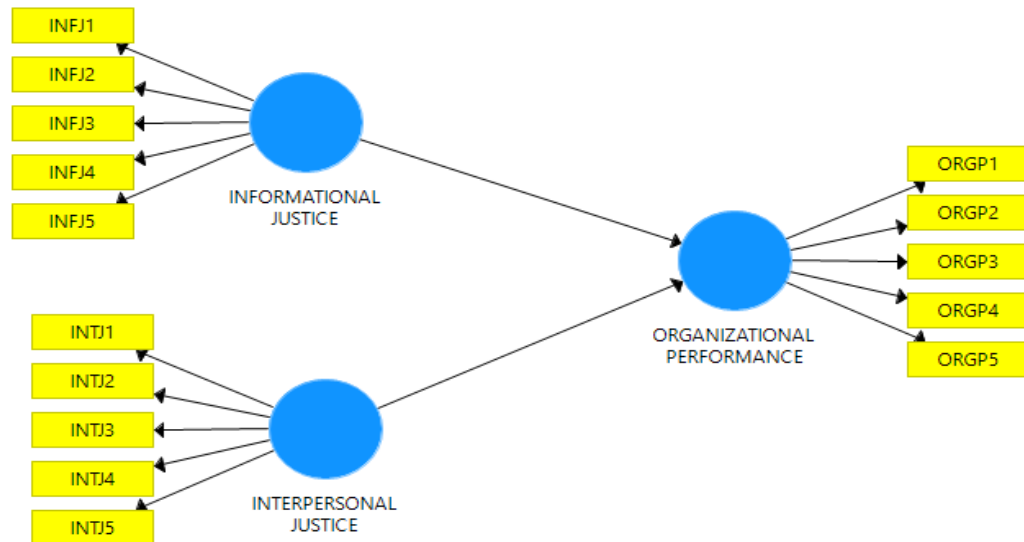 INFJ1
INFJ2
INFJ3
INFJ4
INFJ5
INFORMATIONAL
JUSTICE
ORGP1
ORGP2
ORGP3
ORGP4
ORGP5
ORGANIZATIONAL
PERFORMANCE
INTJ1
INTJ2
INTJ3
INTJ4
INTJ5
INTERPERSONAL
JUSTICE